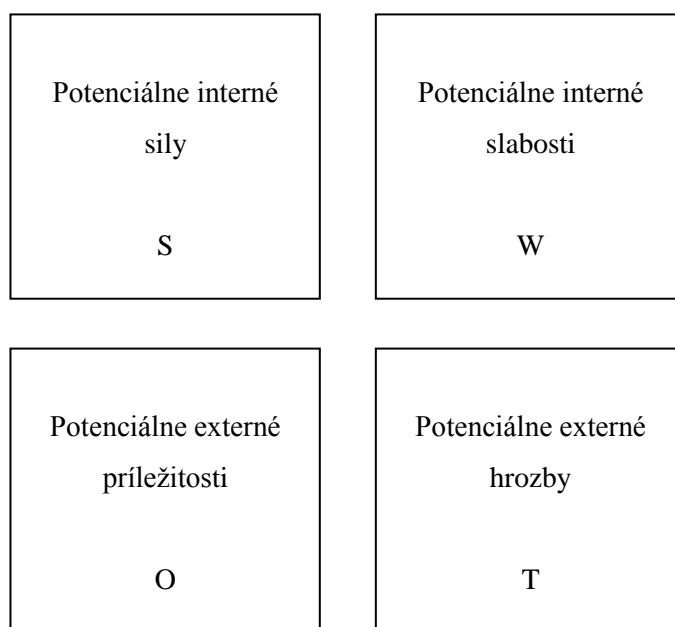 Potenciálne interné
sily
S
Potenciálne interné
slabosti
W
Potenciálne externé
príležitosti
O
Potenciálne externé
hrozby
T